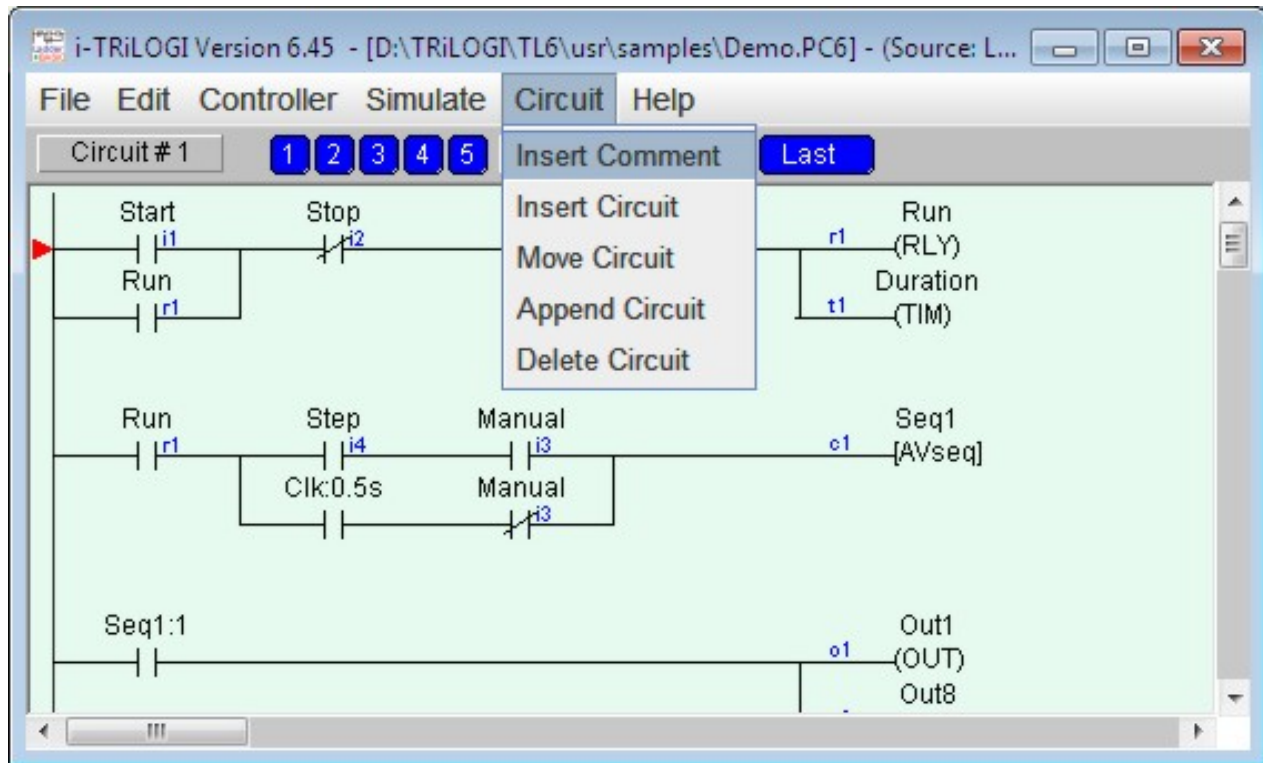 i-TRiLOGI Version 6.45 - [D:\TRiLOGI\TL6\usr\samples\Demo.PC6] - (Source: L...
File Edit Controller Simulate Circuit Help
Circuit # 1 1 2 3 4 5 Last
Insert Comment
Insert Circuit
Move Circuit
Append Circuit
Delete Circuit
Start Stop Run
i1 i2 r1 (RLY)
Run Duration
r1 t1 (TIM)
Run Step Manual Seq1
r1 i4 i3 c1 [AVseq]
Clk:0.5s Manual
i3
Seq1:1 Out1
o1 (OUT)
Out8